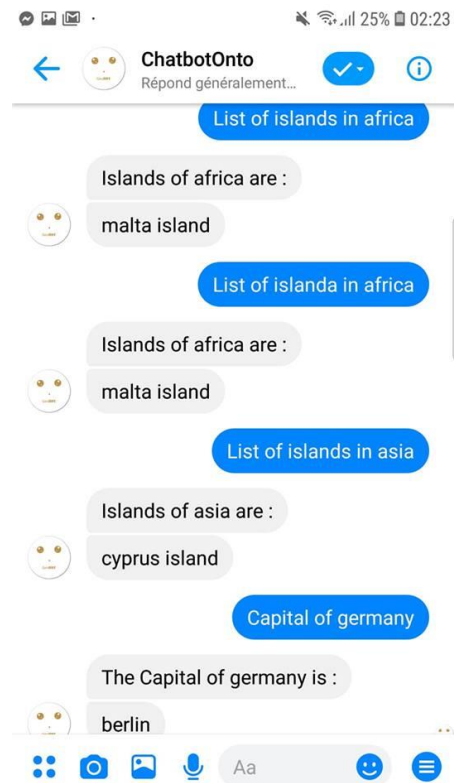 25% 02:23
ChatbotOnto
Répond généralement...
List of islands in africa
Islands of africa are :
malta island
List of islanda in africa
Islands of africa are :
malta island
List of islands in asia
Islands of asia are :
cyprus island
Capital of germany
The Capital of germany is :
berlin
Aa